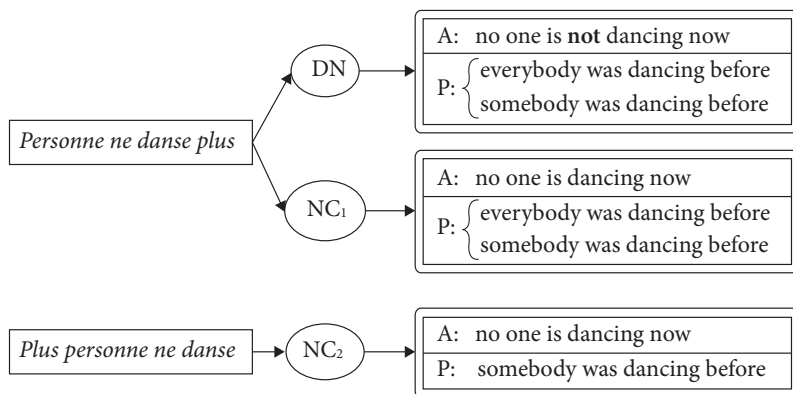 DN
A: no one is not dancing now
P: everybody was dancing before
somebody was dancing before
Personne ne danse plus
NC₁
A: no one is dancing now
P: everybody was dancing before
somebody was dancing before
Plus personne ne danse
NC₂
A: no one is dancing now
P: somebody was dancing before